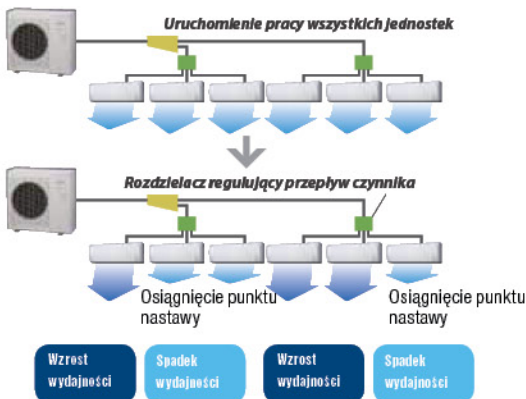 Uruchomienie pracy wszystkich jednostek
Rozdzielacz regulujący przepływ czynnika
Osiągnięcie punktu
nastawy
Osiągnięcie punktu
nastawy
Wzrost
wydajności
Spadek
wydajności
Wzrost
wydajności
Spadek
wydajności